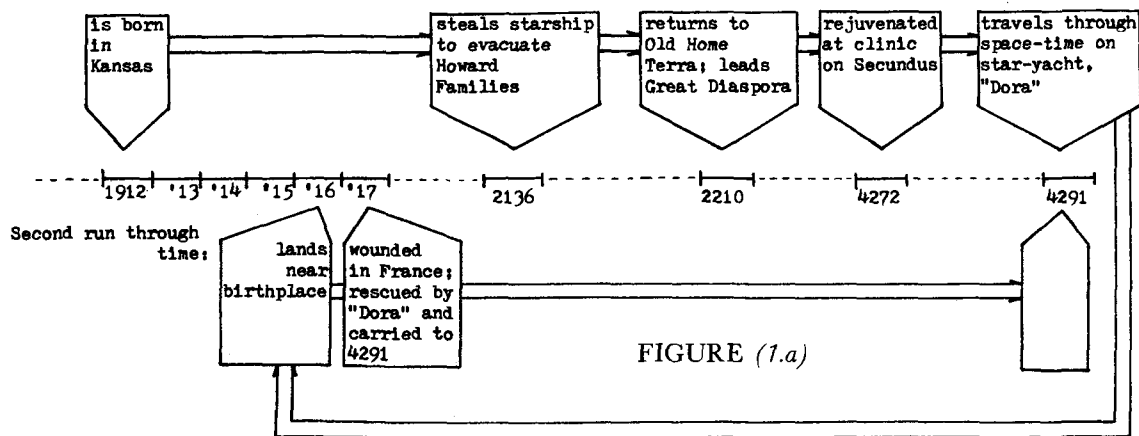 is born
in
Kansas
steals starship
to evacuate
Howard
Families
returns to
Old Home
Terra; leads
Great Diaspora
rejuvenated
at clinic
on Secundus
travels through
space-time on
star-yacht,
"Dora"
1912 '13 '14 '15 '16 '17 2136 2210 4272 4291
Second run through
time:
lands
near
birthplace
wounded
in France;
rescued by
"Dora" and
carried to
4291
FIGURE (1.a)